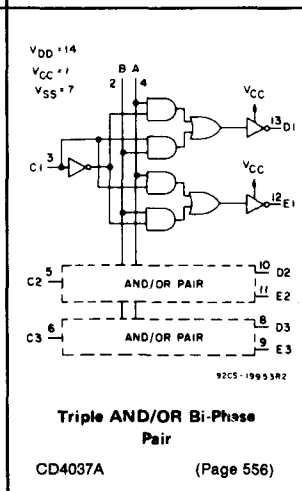 VDD = 14
VCC = 1
VSS = 7
B A
2 4
VCC
13 D1
3
C1
VCC
12 E1
10 D2
5
C2
AND/OR PAIR
11 E2
8 D3
6
C3
AND/OR PAIR
9 E3
92CS-19953R2
Triple AND/OR Bi-Phase
Pair
CD4037A (Page 556)